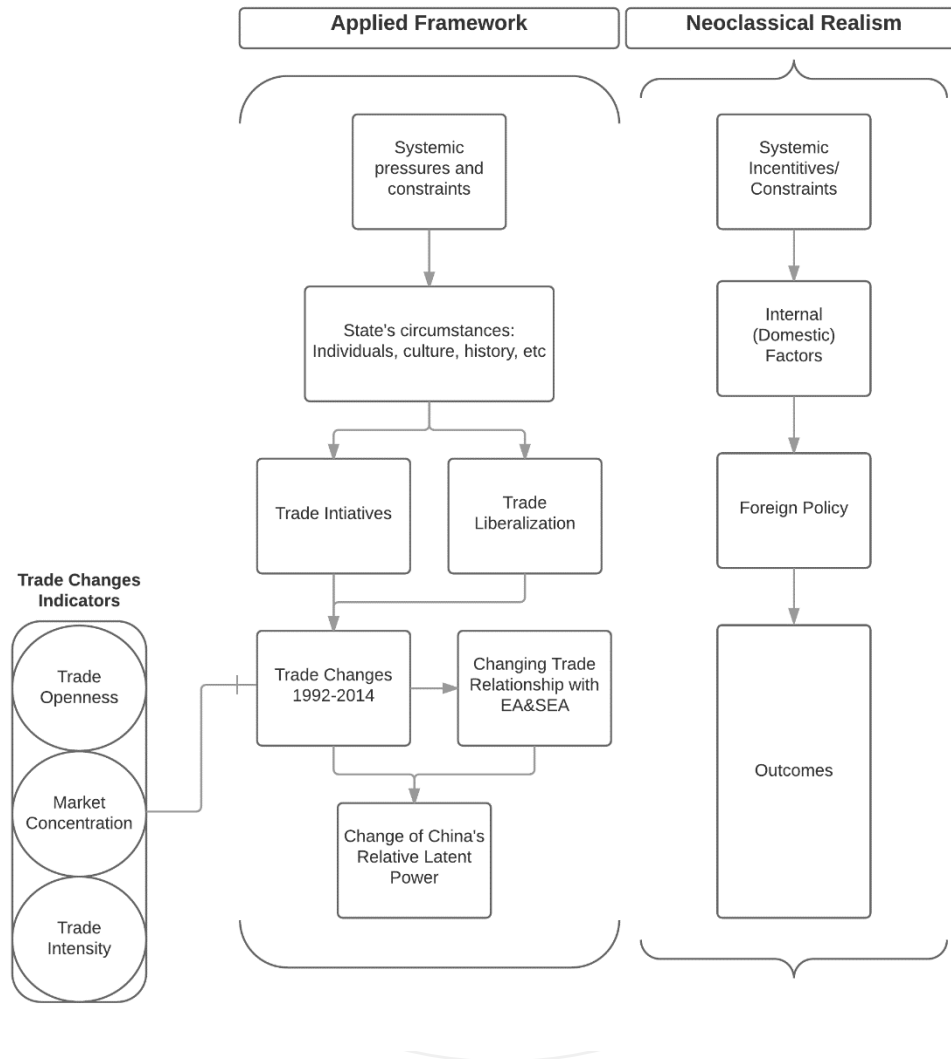 Applied Framework
Neoclassical Realism
Systemic
pressures and
constraints
Systemic
Incentitives/
Constraints
State's circumstances:
Individuals, culture, history, etc
Internal
(Domestic)
Factors
Trade Intiatives
Trade
Liberalization
Foreign Policy
Trade Changes
Indicators
Trade
Openness
Market
Concentration
Trade
Intensity
Trade Changes
1992-2014
Changing Trade
Relationship with
EA&SEA
Outcomes
Change of China's
Relative Latent
Power